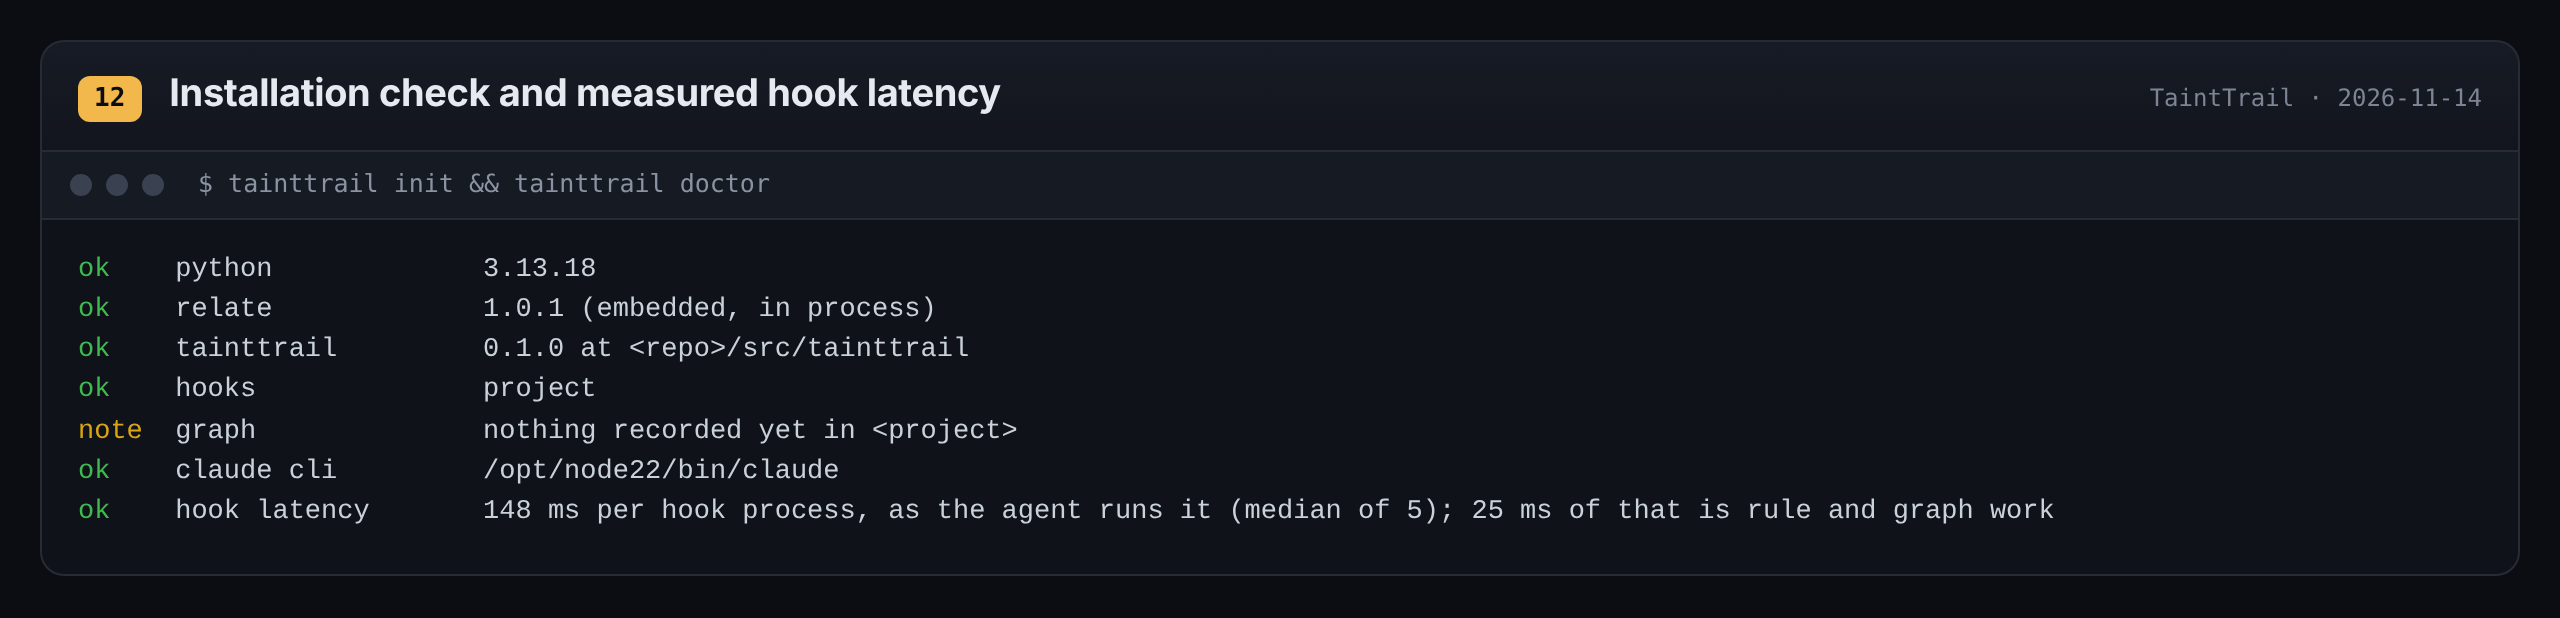 12 Installation check and measured hook latency TaintTrail · 2026-11-14
$ tainttrail init && tainttrail doctor
ok python 3.13.18
ok relate 1.0.1 (embedded, in process)
ok tainttrail 0.1.0 at <repo>/src/tainttrail
ok hooks project
note graph nothing recorded yet in <project>
ok claude cli /opt/node22/bin/claude
ok hook latency 148 ms per hook process, as the agent runs it (median of 5); 25 ms of that is rule and graph work